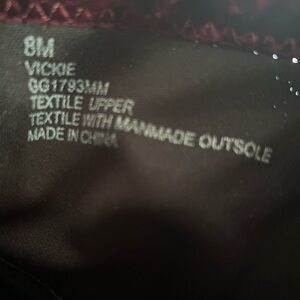 8M
VICKIE
GG1793MM
TEXTILE UPPER
TEXTILE WITH MANMADE OUTSOLE
MADE IN CHINA